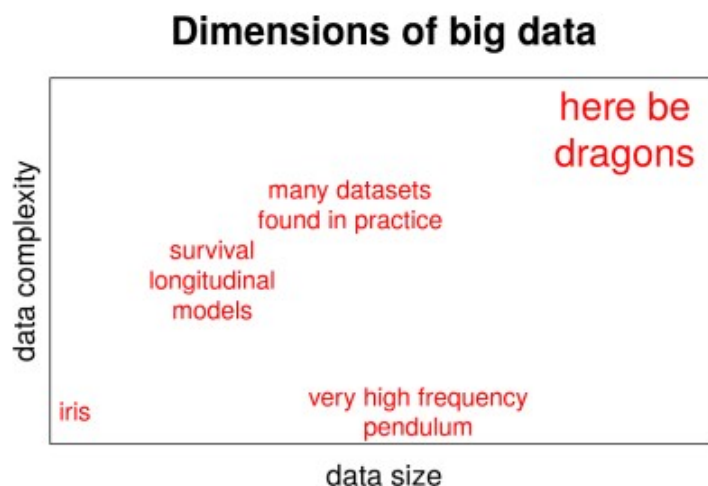 Dimensions of big data
here be
dragons
many datasets
found in practice
survival
longitudinal
models
very high frequency
pendulum
iris
data complexity
data size